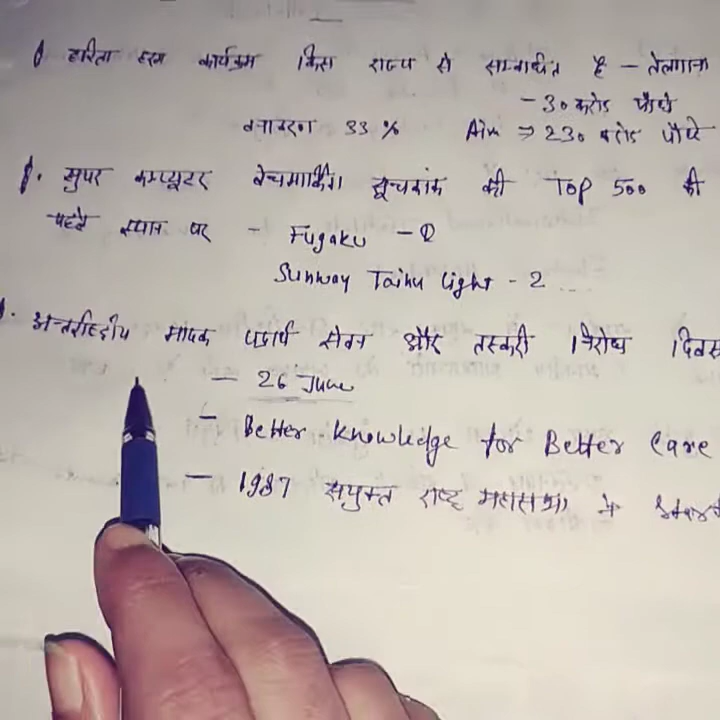 हरिता हरम कार्यक्रम किस राज्य से सम्बन्धित है - तेलंगाना
- 30 करोड पौधे
वनावरण 33 % Aim ⇒ 230 करोड पौधे
सुपर कम्प्यूटर बेंचमार्किंग सूचकांक की Top 500 की
पहले स्थान पर - Fugaku -
Sunway Taihu light - 2 ...
अन्तर्राष्ट्रीय मादक पदार्थ सेवन और तस्करी निरोध दिवस
- 26 June
- Better knowledge for Better Care
- 1987 सयुक्त राष्ट्र महासभा ने Start